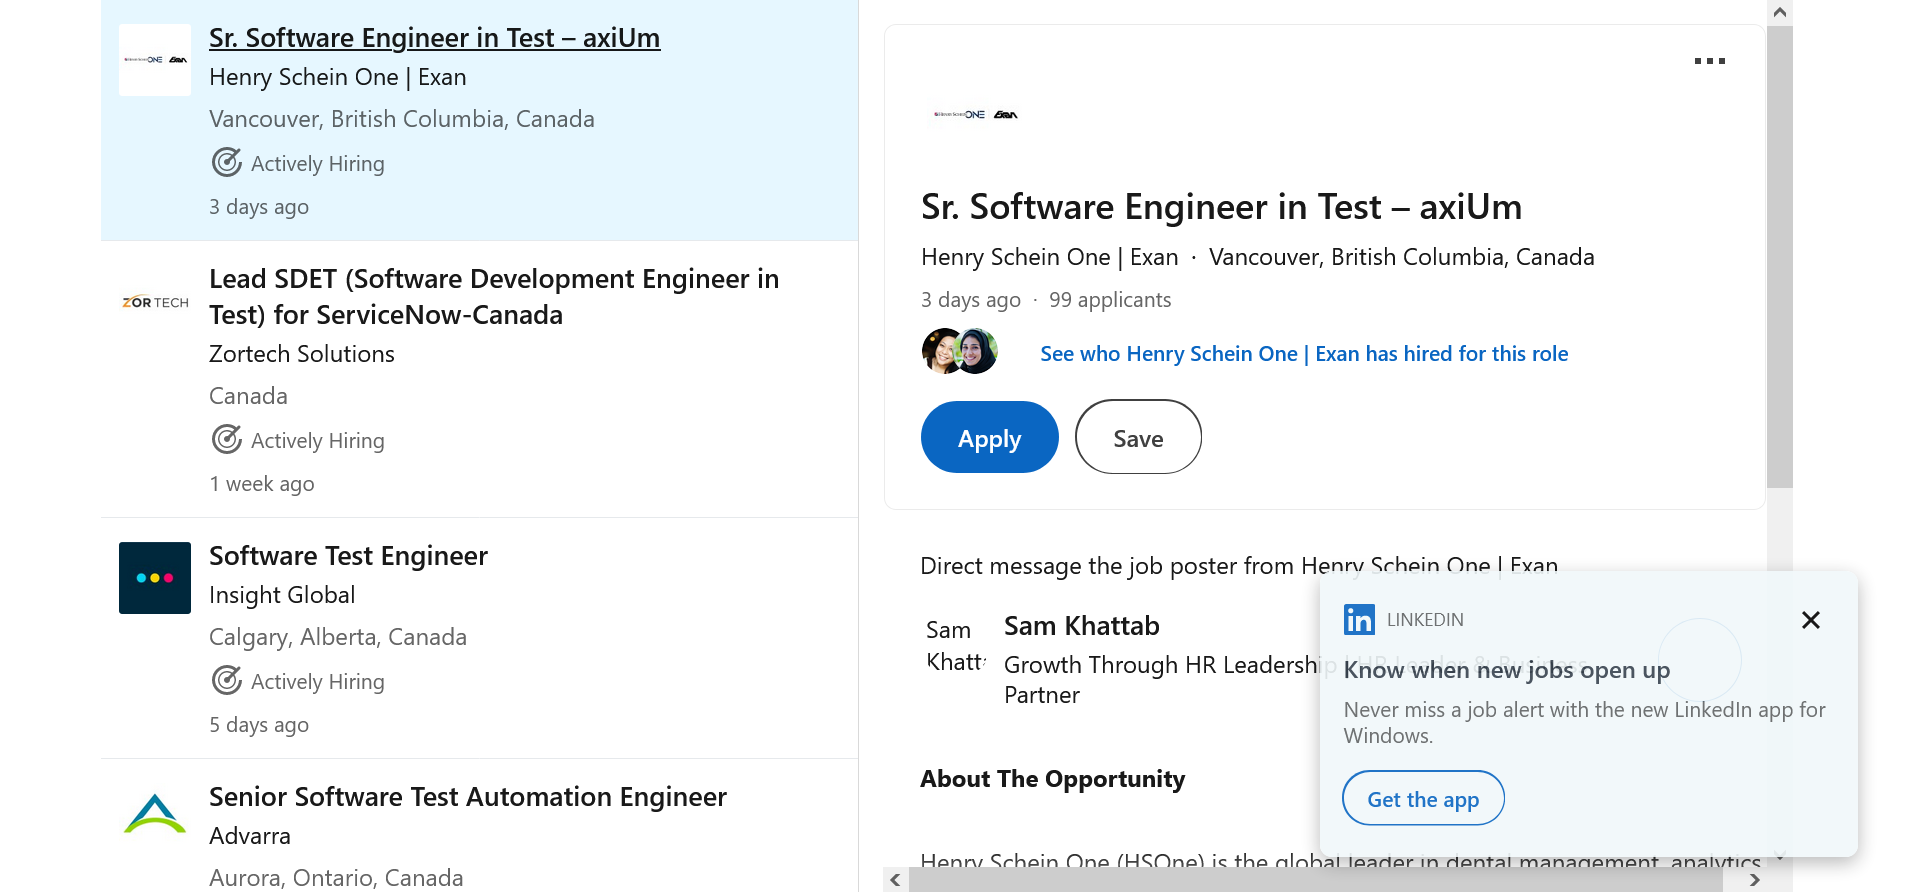 Sr. Software Engineer in Test – axiUm
Henry Schein One | Exan
Vancouver, British Columbia, Canada
Actively Hiring
3 days ago
ZORTECH
Lead SDET (Software Development Engineer in
Test) for ServiceNow-Canada
Zortech Solutions
Canada
Actively Hiring
1 week ago
Software Test Engineer
Insight Global
Calgary, Alberta, Canada
Actively Hiring
5 days ago
Senior Software Test Automation Engineer
Advarra
Aurora, Ontario, Canada
HENRY SCHEIN ONE EXAN
Sr. Software Engineer in Test – axiUm
Henry Schein One | Exan · Vancouver, British Columbia, Canada
3 days ago · 99 applicants
See who Henry Schein One | Exan has hired for this role
Apply
Save
Direct message the job poster from Henry Schein One | Exan
Sam
Khatt
Sam Khattab
Growth Through HR Leadership | HR Leader & Business
Partner
About The Opportunity
Henry Schein One (HSOne) is the global leader in dental management, analytics,
in LINKEDIN
Know when new jobs open up
Never miss a job alert with the new LinkedIn app for
Windows.
Get the app